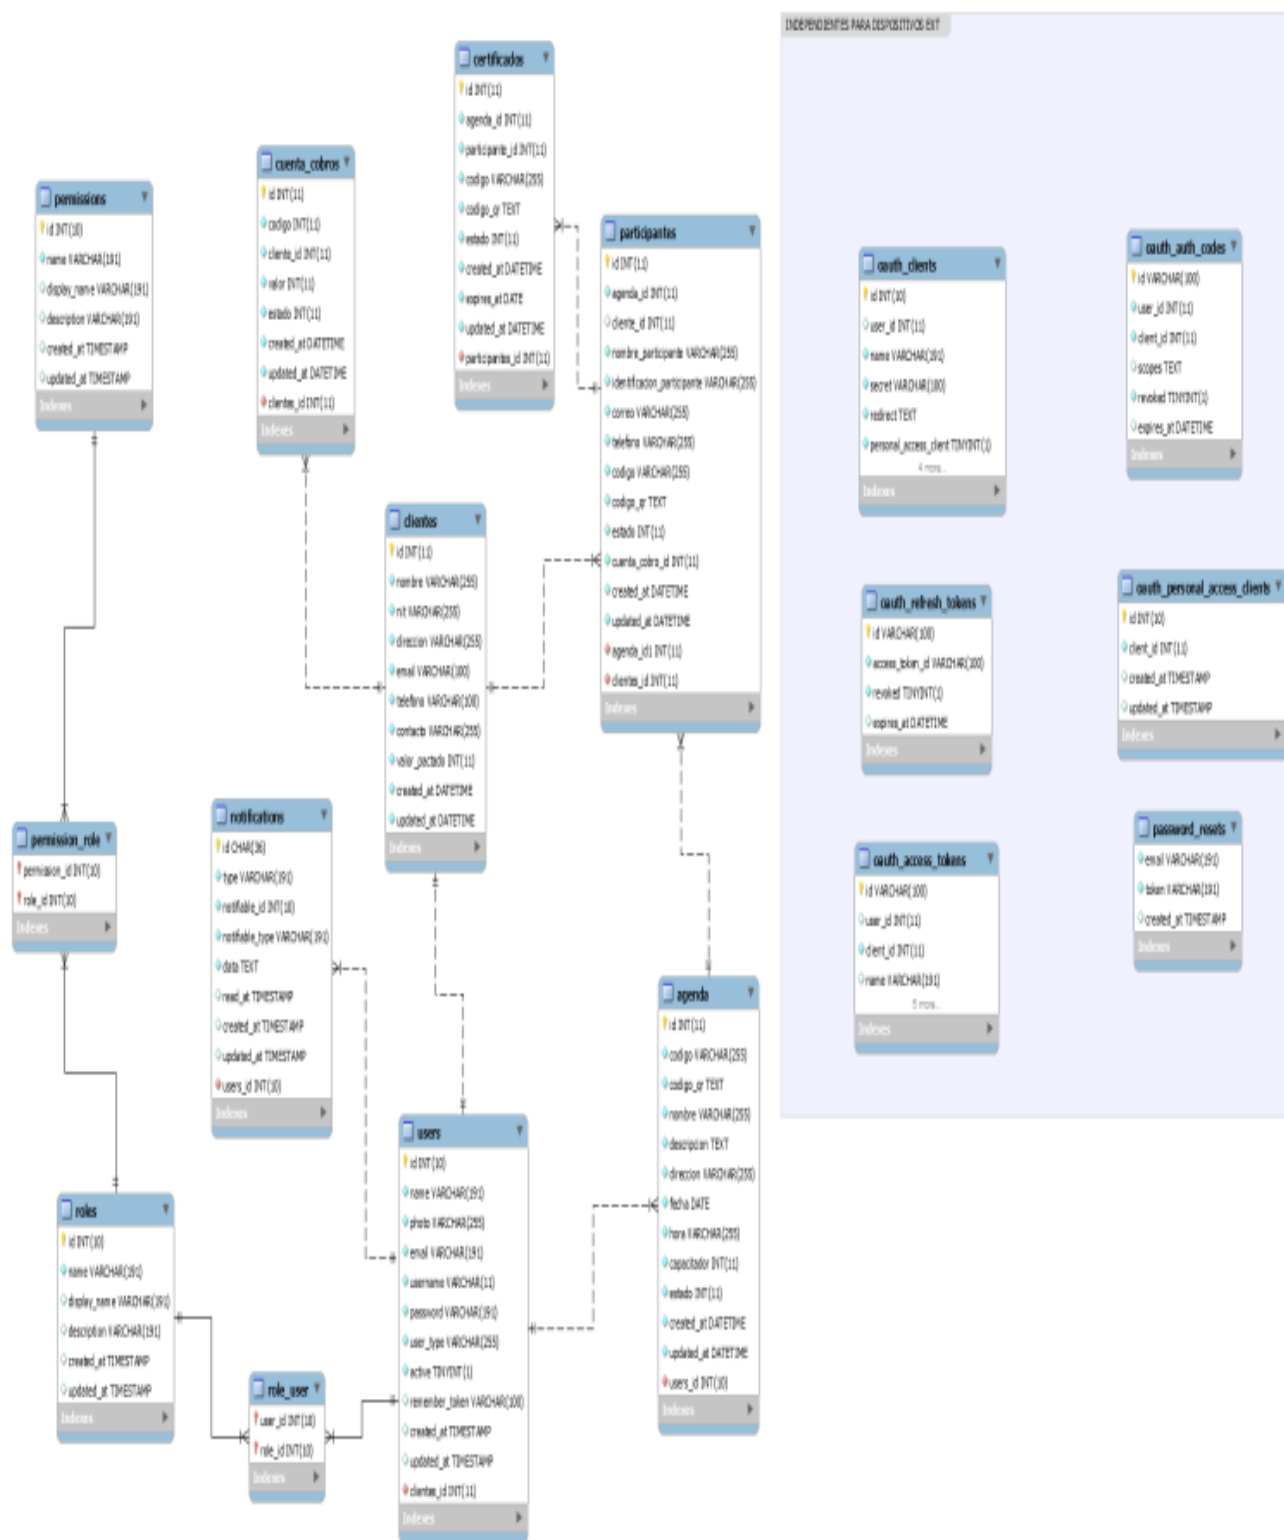 INDEPENDIENTES PARA DISPOSITIVOS EXT
certificados
id INT(11)
agenda_id INT(11)
participante_id INT(11)
codigo VARCHAR(255)
codigo_qr TEXT
estado INT(11)
created_at DATETIME
expires_at DATE
updated_at DATETIME
participantes_id INT(11)
Indexes
cuenta_cobros
id INT(11)
codigo INT(11)
cliente_id INT(11)
valor INT(11)
estado INT(11)
created_at DATETIME
updated_at DATETIME
clientes_id INT(11)
Indexes
permissions
id INT(10)
name VARCHAR(191)
display_name VARCHAR(191)
description VARCHAR(191)
created_at TIMESTAMP
updated_at TIMESTAMP
Indexes
participantes
id INT(11)
agenda_id INT(11)
cliente_id INT(11)
nombre_participante VARCHAR(255)
identificacion_participante VARCHAR(255)
correo VARCHAR(255)
telefono VARCHAR(255)
codigo VARCHAR(255)
codigo_qr TEXT
estado INT(11)
cuenta_cobro_id INT(11)
created_at DATETIME
updated_at DATETIME
agenda_id1 INT(11)
clientes_id INT(11)
Indexes
oauth_clients
id INT(10)
user_id INT(11)
name VARCHAR(191)
secret VARCHAR(100)
redirect TEXT
personal_access_client TINYINT(1)
4 more...
Indexes
oauth_auth_codes
id VARCHAR(100)
user_id INT(11)
client_id INT(11)
scopes TEXT
revoked TINYINT(1)
expires_at DATETIME
Indexes
clientes
id INT(11)
nombre VARCHAR(255)
nit VARCHAR(255)
direccion VARCHAR(255)
email VARCHAR(100)
telefono VARCHAR(100)
contacto VARCHAR(255)
valor_pactado INT(11)
created_at DATETIME
updated_at DATETIME
Indexes
oauth_refresh_tokens
id VARCHAR(100)
access_token_id VARCHAR(100)
revoked TINYINT(1)
expires_at DATETIME
Indexes
oauth_personal_access_clients
id INT(10)
client_id INT(11)
created_at TIMESTAMP
updated_at TIMESTAMP
Indexes
permission_role
permission_id INT(10)
role_id INT(10)
Indexes
notifications
id CHAR(36)
type VARCHAR(191)
notifiable_id INT(10)
notifiable_type VARCHAR(191)
data TEXT
read_at TIMESTAMP
created_at TIMESTAMP
updated_at TIMESTAMP
users_id INT(10)
Indexes
oauth_access_tokens
id VARCHAR(100)
user_id INT(11)
client_id INT(11)
name VARCHAR(191)
5 more...
Indexes
password_resets
email VARCHAR(191)
token VARCHAR(191)
created_at TIMESTAMP
Indexes
agenda
id INT(11)
codigo VARCHAR(255)
codigo_qr TEXT
nombre VARCHAR(255)
descripcion TEXT
direccion VARCHAR(255)
fecha DATE
hora VARCHAR(255)
capacitador INT(11)
estado INT(11)
created_at DATETIME
updated_at DATETIME
users_id INT(10)
Indexes
users
id INT(10)
name VARCHAR(191)
photo VARCHAR(255)
email VARCHAR(191)
username VARCHAR(11)
password VARCHAR(191)
user_type VARCHAR(255)
active TINYINT(1)
remember_token VARCHAR(100)
created_at TIMESTAMP
updated_at TIMESTAMP
clientes_id INT(11)
Indexes
roles
id INT(10)
name VARCHAR(191)
display_name VARCHAR(191)
description VARCHAR(191)
created_at TIMESTAMP
updated_at TIMESTAMP
Indexes
role_user
user_id INT(10)
role_id INT(10)
Indexes